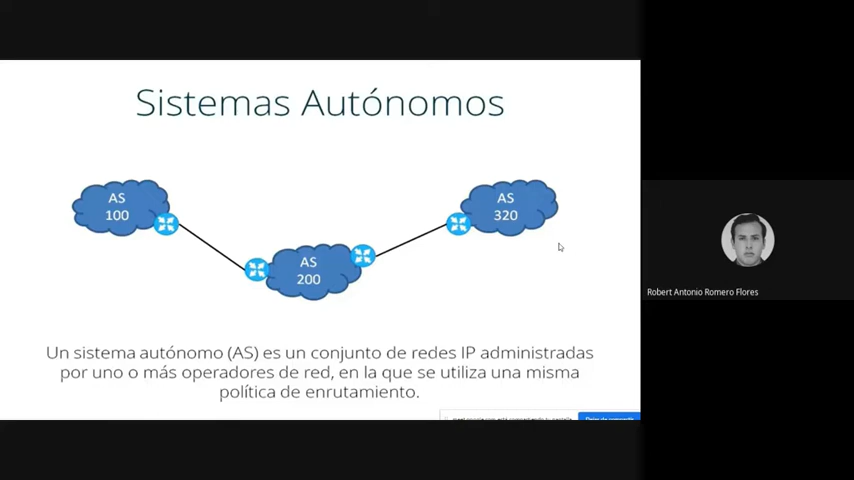 Sistemas Autónomos
AS
100
AS
320
AS
200
Robert Antonio Romero Flores
Un sistema autónomo (AS) es un conjunto de redes IP administradas
por uno o más operadores de red, en la que se utiliza una misma
política de enrutamiento.